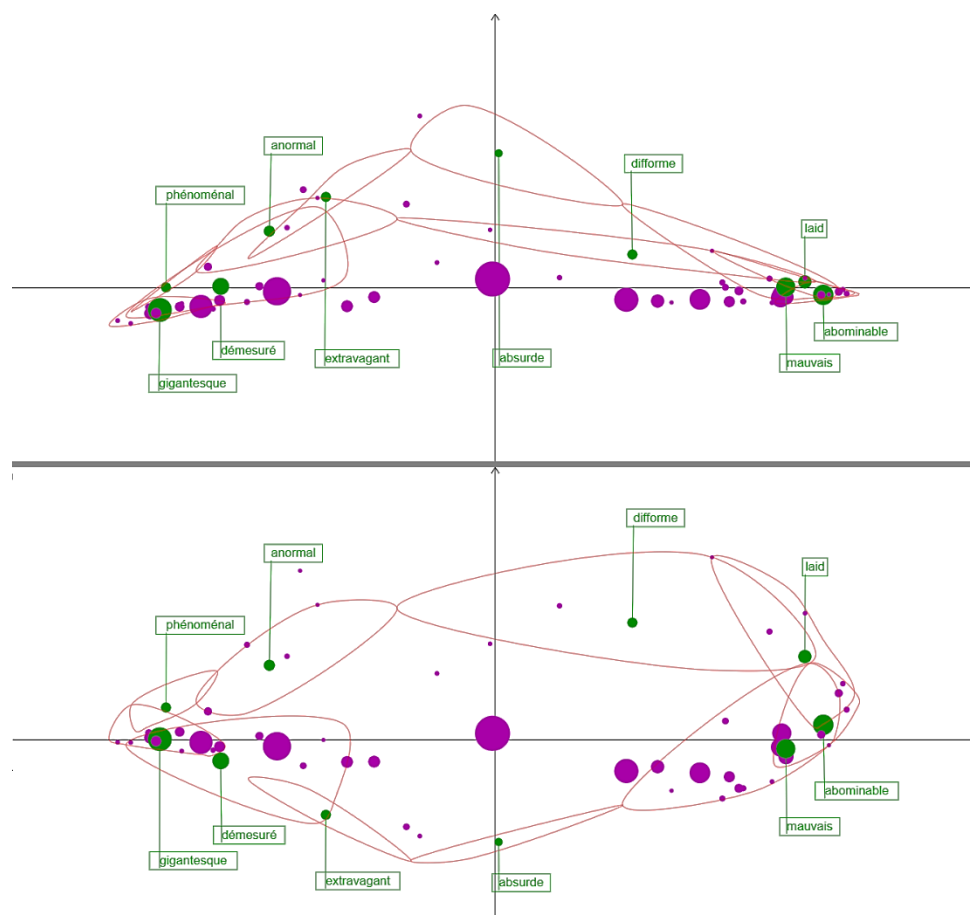 anormal
difforme
phénoménal
laid
démesuré
extravagant
absurde
abominable
mauvais
gigantesque
difforme
anormal
laid
phénoménal
abominable
démesuré
mauvais
gigantesque
extravagant
absurde